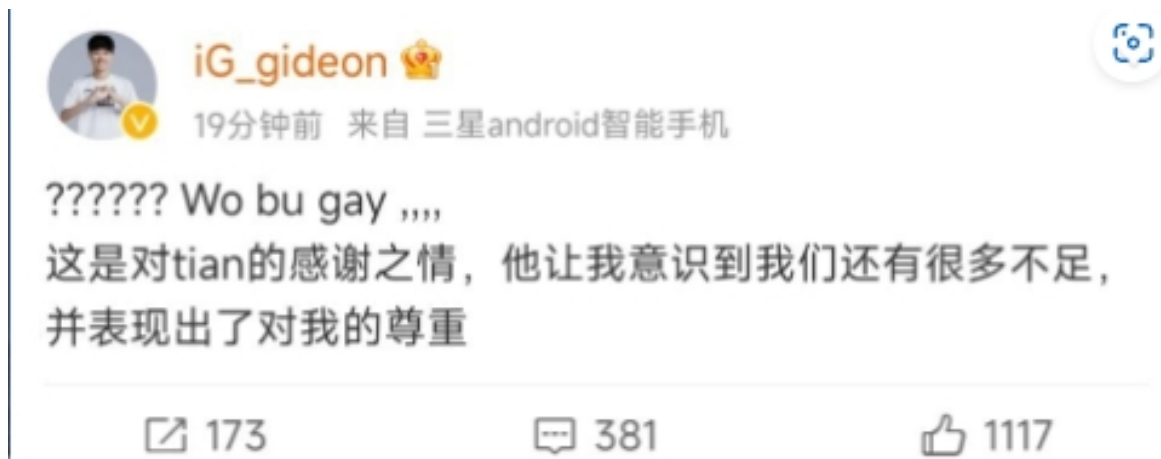 iG_gideon
19分钟前 来自 三星android智能手机
?????? Wo bu gay ,,,,
这是对tian的感谢之情，他让我意识到我们还有很多不足，
并表现出了对我的尊重
173 381 1117